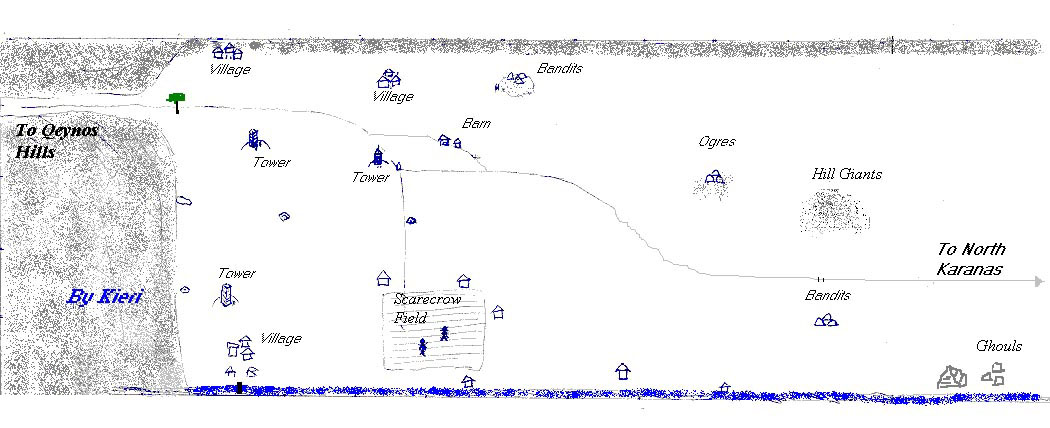 Village
Village
Bandits
To Qeynos
Hills
Tower
Tower
Barn
Ogres
Hill Giants
To North
Karanas
Tower
By Kieri
Scarecrow
Field
Bandits
Village
Ghouls